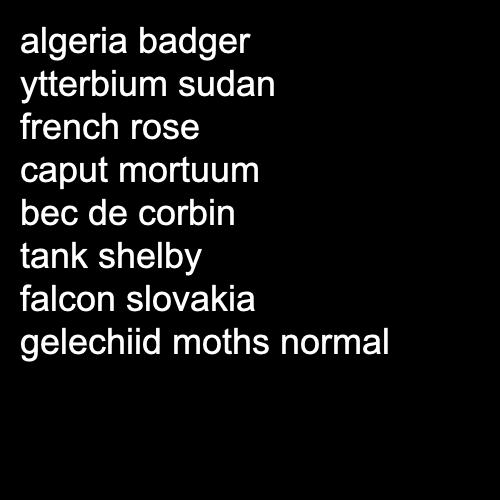 algeria badger
ytterbium sudan
french rose
caput mortuum
bec de corbin
tank shelby
falcon slovakia
gelechiid moths normal